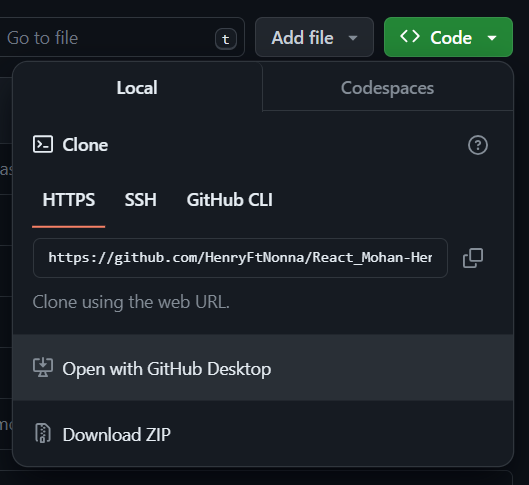 Go to file
t
Add file
Code
Local
Codespaces
Clone
HTTPS
SSH
GitHub CLI
https://github.com/HenryFtNonna/React_Mohan-Her
Clone using the web URL.
Open with GitHub Desktop
Download ZIP